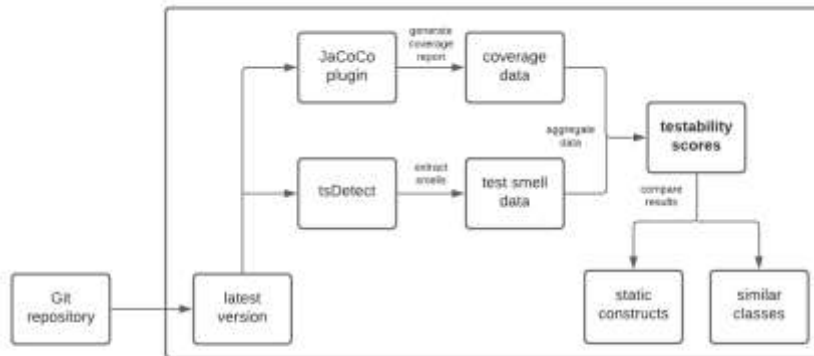 JaCoCo
plugin
generate
coverage
report
coverage
data
aggregate
data
testability
scores
tsDetect
extract
smells
test smell
data
compare
results
Git
repository
latest
version
static
constructs
similar
classes